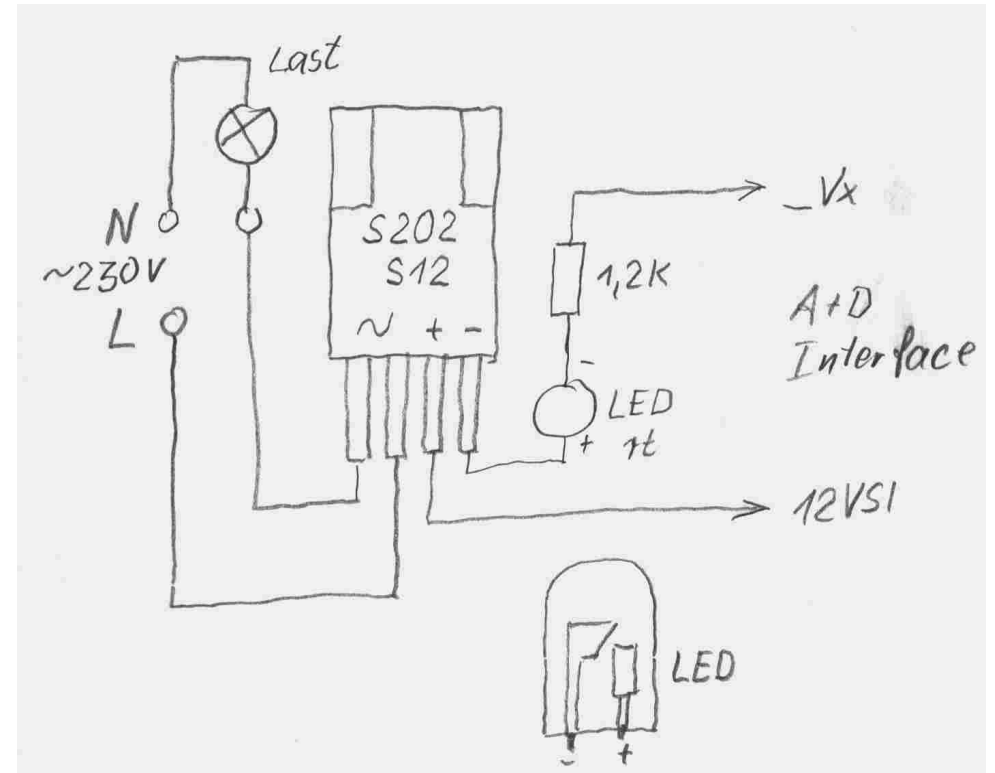 Last
N
~230V
L
S202
S12
~ + -
1,2K
-
LED
+ rt
_Vx
A+D
Interface
12VSI
LED
- +